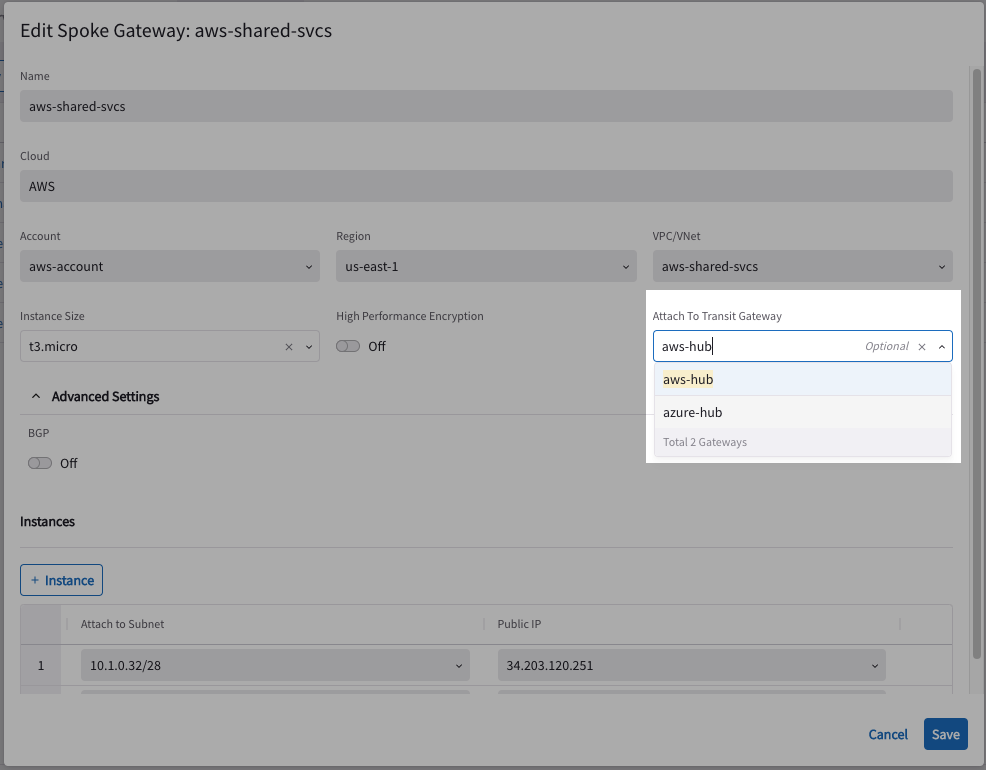 Edit Spoke Gateway: aws-shared-svcs
Name
aws-shared-svcs
Cloud
AWS
Account
Region
VPC/VNet
aws-account
us-east-1
aws-shared-svcs
Instance Size
High Performance Encryption
Attach To Transit Gateway
t3.micro
Off
aws-hub
Optional
aws-hub
azure-hub
Total 2 Gateways
Advanced Settings
BGP
Off
Instances
+ Instance
Attach to Subnet
Public IP
1
10.1.0.32/28
34.203.120.251
Cancel
Save